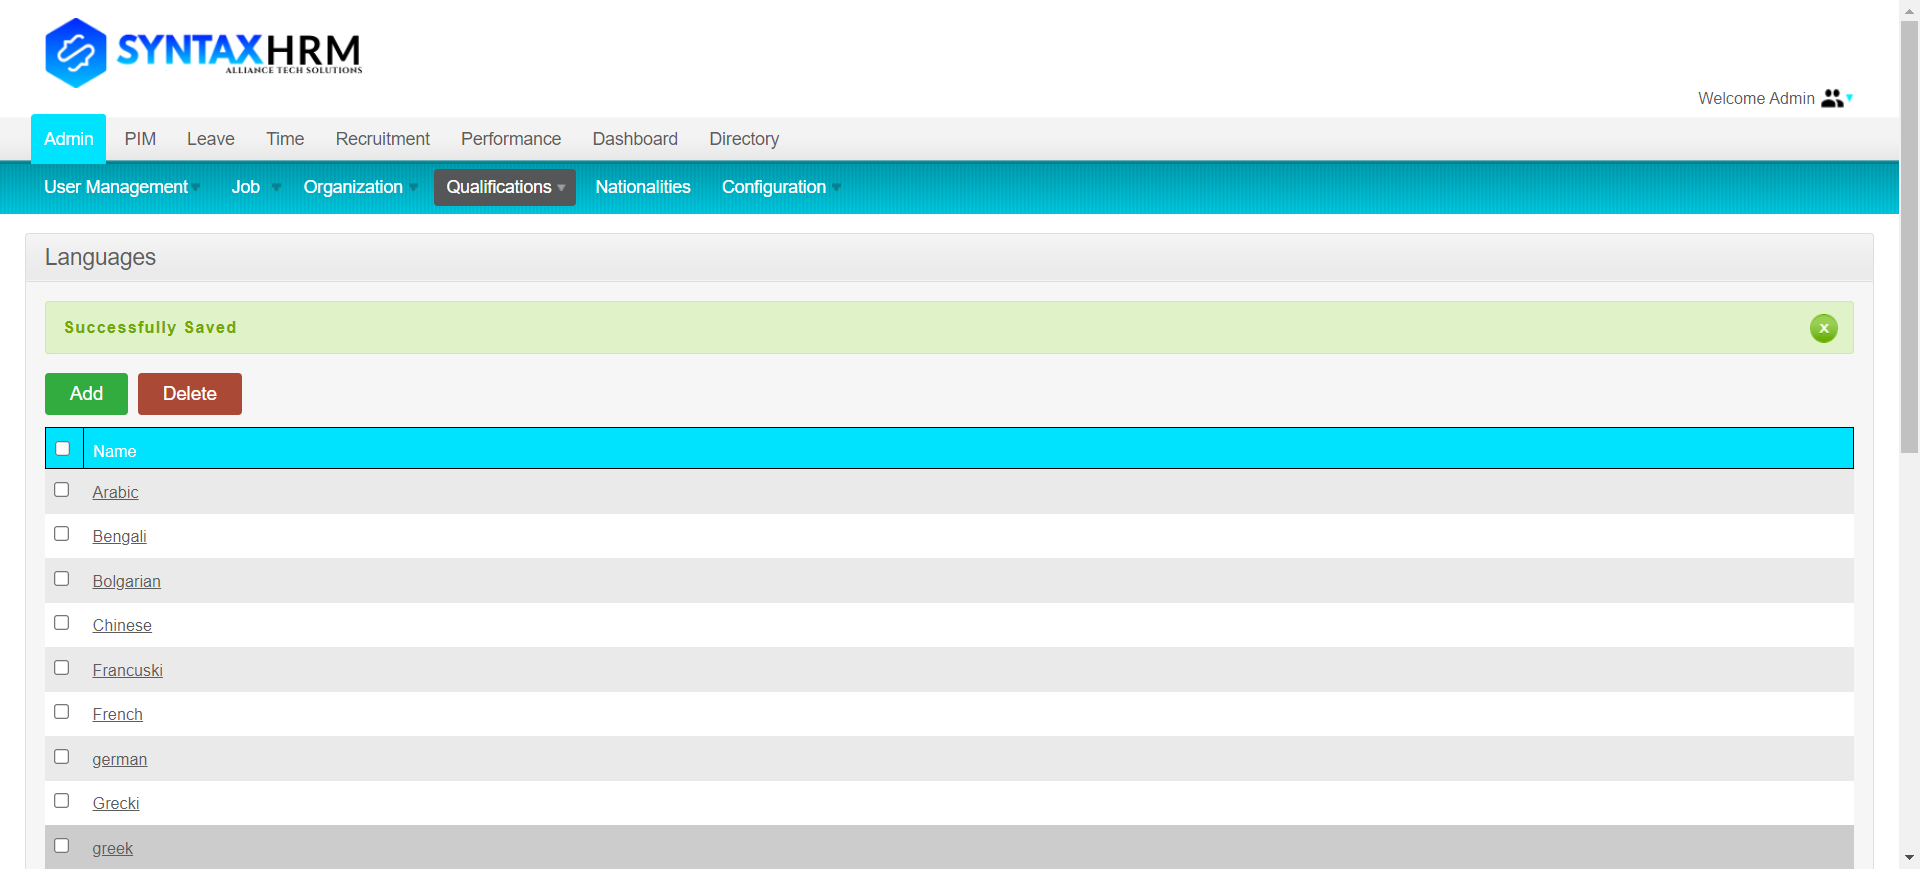 SYNTAXHRM
ALLIANCE TECH SOLUTIONS
Welcome Admin
Admin PIM Leave Time Recruitment Performance Dashboard Directory
User Management Job Organization Qualifications Nationalities Configuration
Languages
Successfully Saved
x
Add Delete
Name
Arabic
Bengali
Bolgarian
Chinese
Francuski
French
german
Grecki
greek